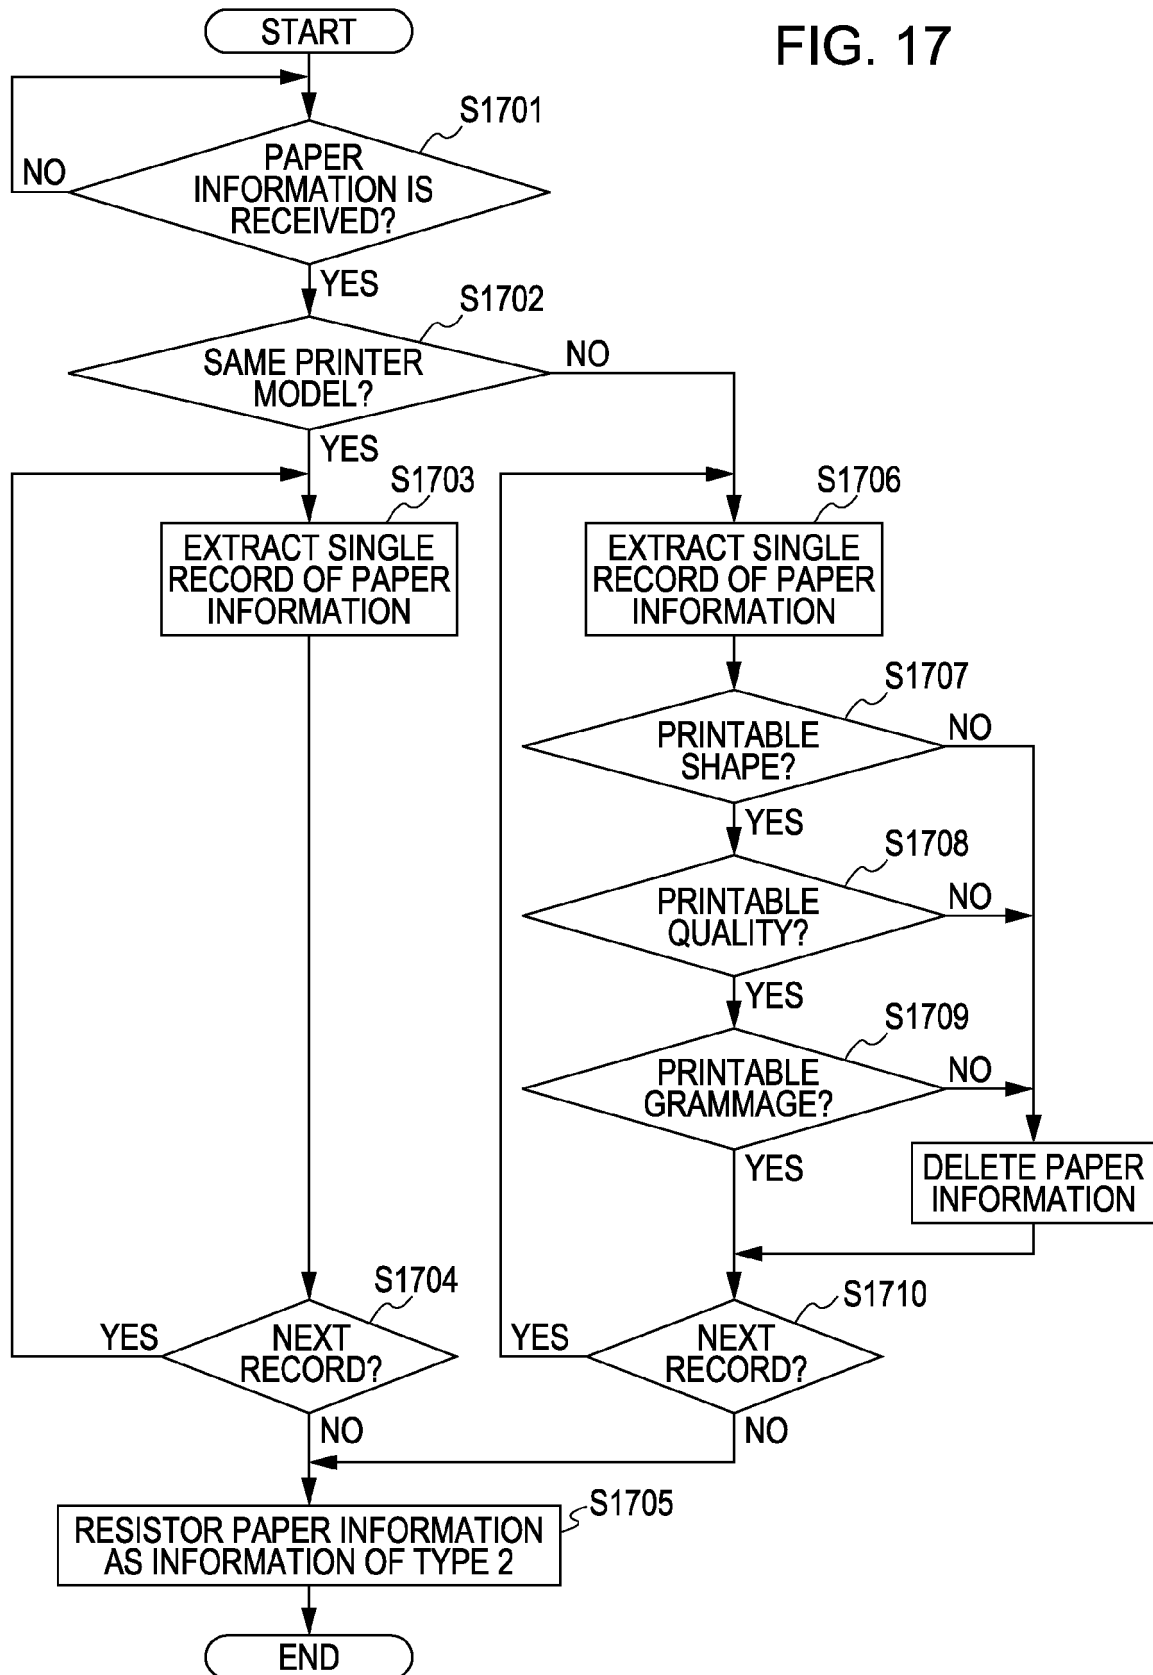 START
FIG. 17
S1701
PAPER
INFORMATION IS
RECEIVED?
NO
YES
S1702
SAME PRINTER
MODEL?
NO
YES
S1703
EXTRACT SINGLE
RECORD OF PAPER
INFORMATION
S1706
EXTRACT SINGLE
RECORD OF PAPER
INFORMATION
S1707
PRINTABLE
SHAPE?
NO
YES
S1708
PRINTABLE
QUALITY?
NO
YES
S1709
PRINTABLE
GRAMMAGE?
NO
YES
DELETE PAPER
INFORMATION
S1704
NEXT
RECORD?
YES
NO
S1710
NEXT
RECORD?
YES
NO
S1705
RESISTOR PAPER INFORMATION
AS INFORMATION OF TYPE 2
END